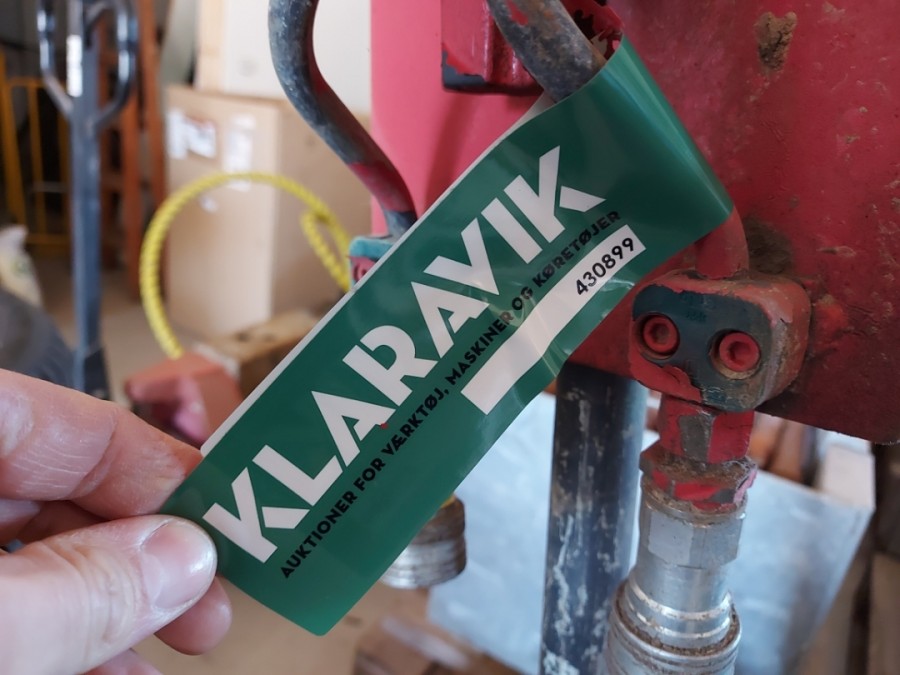 KLARAVIK
AUKTIONER FOR VÆRKTØJ, MASKINER OG KØRETØJER
430899